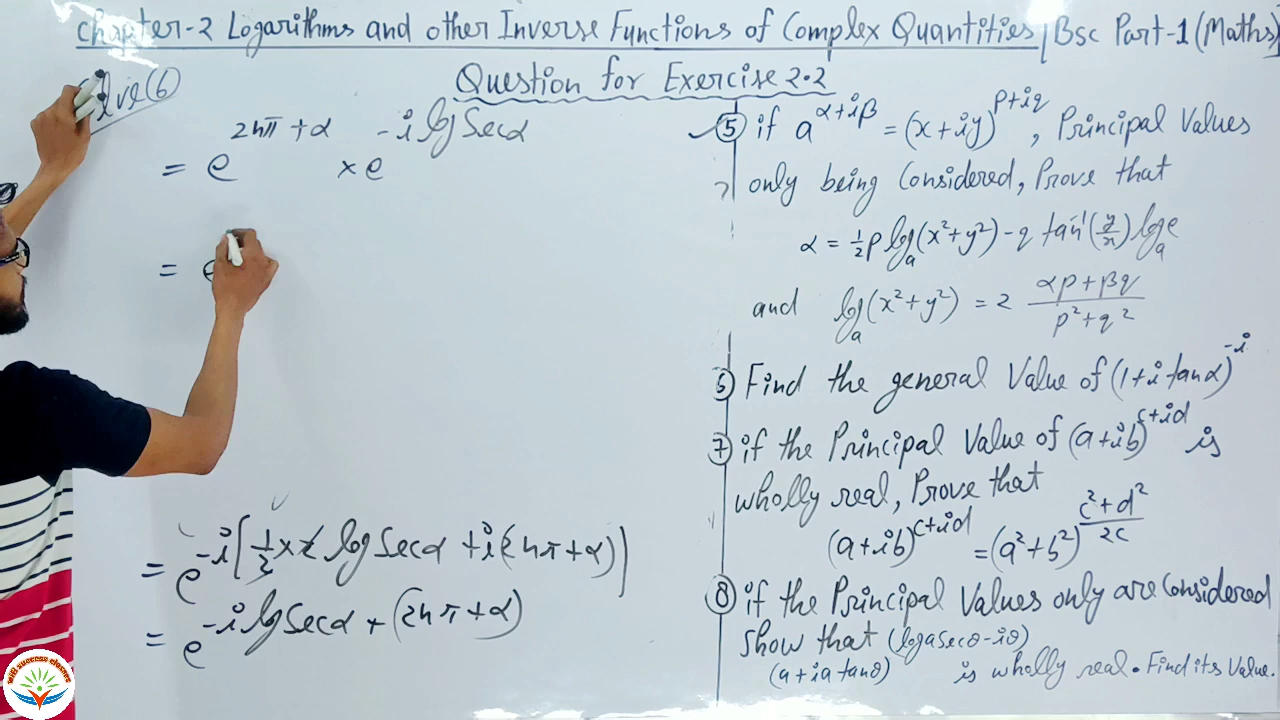 Chapter-2 Logarithms and other Inverse Functions of Complex Quantities / Bsc Part-1 (Maths)
Question for Exercise 2.2
= e^{2nπ + α} × e^{-i log Secα}
=
= e^{-i[½ x 2 log Secα + i(2nπ + α)]}
= e^{-i log Secα + (2nπ + α)}
⑤ if a^{α+iβ} = (x+iy)^{p+iq}, Principal Values
only being Considered, Prove that
α = ½ p log_a (x²+y²) - q tan⁻¹(y/x) log_a e
and log_a (x²+y²) = 2 (αp + βq)/(p² + q²)
⑥ Find the general Value of (1+i tanα)^{-i}
⑦ if the Principal Value of (a+ib)^{c+id} is
wholly real, Prove that
(a+ib)^{c+id} = (a²+b²)^{(c²+d²)/2c}
⑧ if the Principal Values only are Considered
Show that (a+ia tanθ)^{(log a secθ - iθ)} is wholly real. Find its Value.